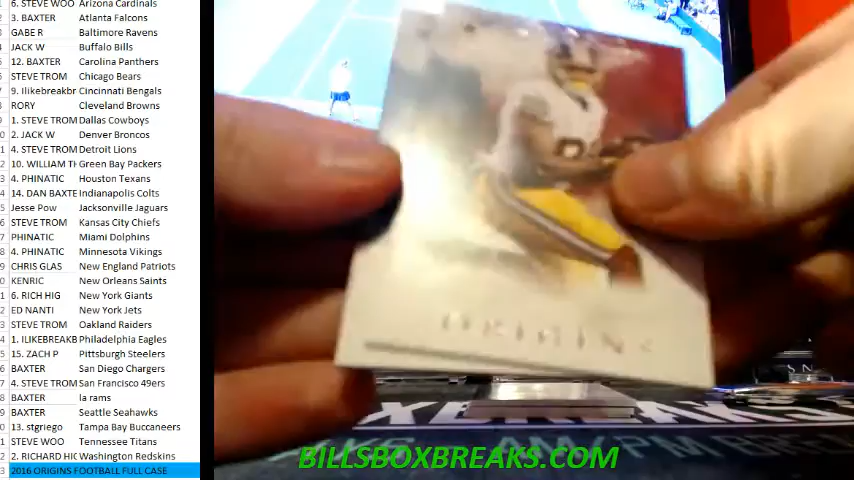 6. STEVE WOO Arizona Cardinals
3. BAXTER Atlanta Falcons
GABE R Baltimore Ravens
JACK W Buffalo Bills
12. BAXTER Carolina Panthers
STEVE TROM Chicago Bears
9. Ilikebreakbr Cincinnati Bengals
RORY Cleveland Browns
1. STEVE TROM Dallas Cowboys
2. JACK W Denver Broncos
4. STEVE TROM Detroit Lions
10. WILLIAM TH Green Bay Packers
4. PHINATIC Houston Texans
14. DAN BAXTE Indianapolis Colts
Jesse Pow Jacksonville Jaguars
STEVE TROM Kansas City Chiefs
PHINATIC Miami Dolphins
4. PHINATIC Minnesota Vikings
CHRIS GLAS New England Patriots
KENRIC New Orleans Saints
6. RICH HIG New York Giants
ED NANTI New York Jets
STEVE TROM Oakland Raiders
1. ILIKEBREAKB Philadelphia Eagles
15. ZACH P Pittsburgh Steelers
BAXTER San Diego Chargers
4. STEVE TROM San Francisco 49ers
BAXTER la rams
BAXTER Seattle Seahawks
13. stgriego Tampa Bay Buccaneers
STEVE WOO Tennessee Titans
2. RICHARD HIC Washington Redskins
2016 ORIGINS FOOTBALL FULL CASE
ORIGINS
BILLSBOXBREAKS.COM